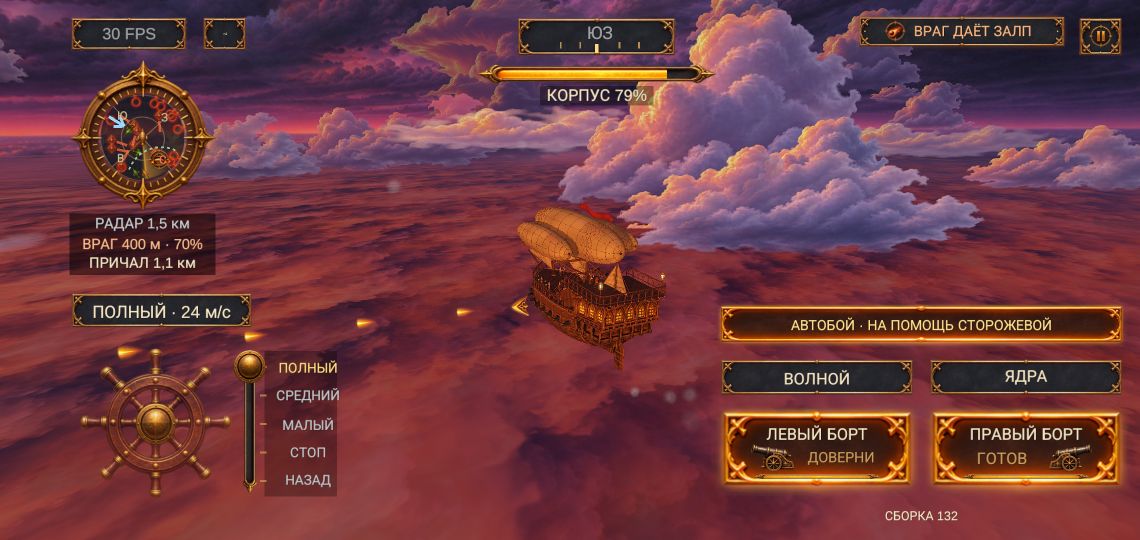 30 FPS
ЮЗ
ВРАГ ДАЁТ ЗАЛП
КОРПУС 79%
З
В
РАДАР 1,5 км
ВРАГ 400 м · 70%
ПРИЧАЛ 1,1 км
ПОЛНЫЙ · 24 м/с
ПОЛНЫЙ
СРЕДНИЙ
МАЛЫЙ
СТОП
НАЗАД
АВТОБОЙ · НА ПОМОЩЬ СТОРОЖЕВОЙ
ВОЛНОЙ
ЯДРА
ЛЕВЫЙ БОРТ
ДОВЕРНИ
ПРАВЫЙ БОРТ
ГОТОВ
СБОРКА 132